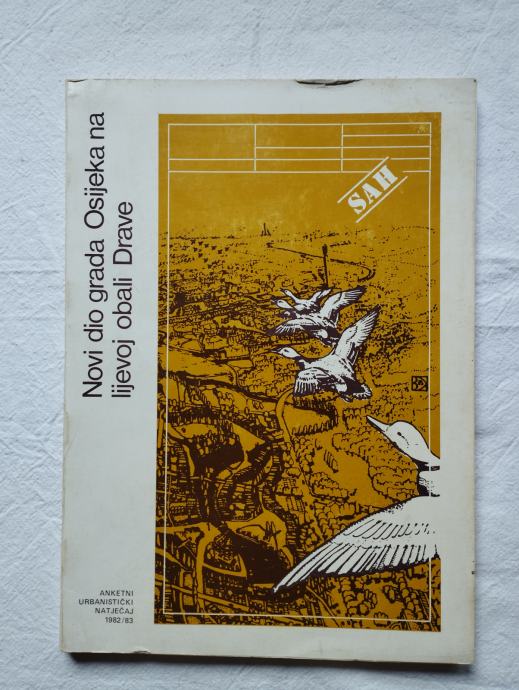 Novi dio grada Osijeka na
lijevoj obali Drave
SAH
ANKETNI
URBANISTIČKI
NATJEČAJ
1982/83